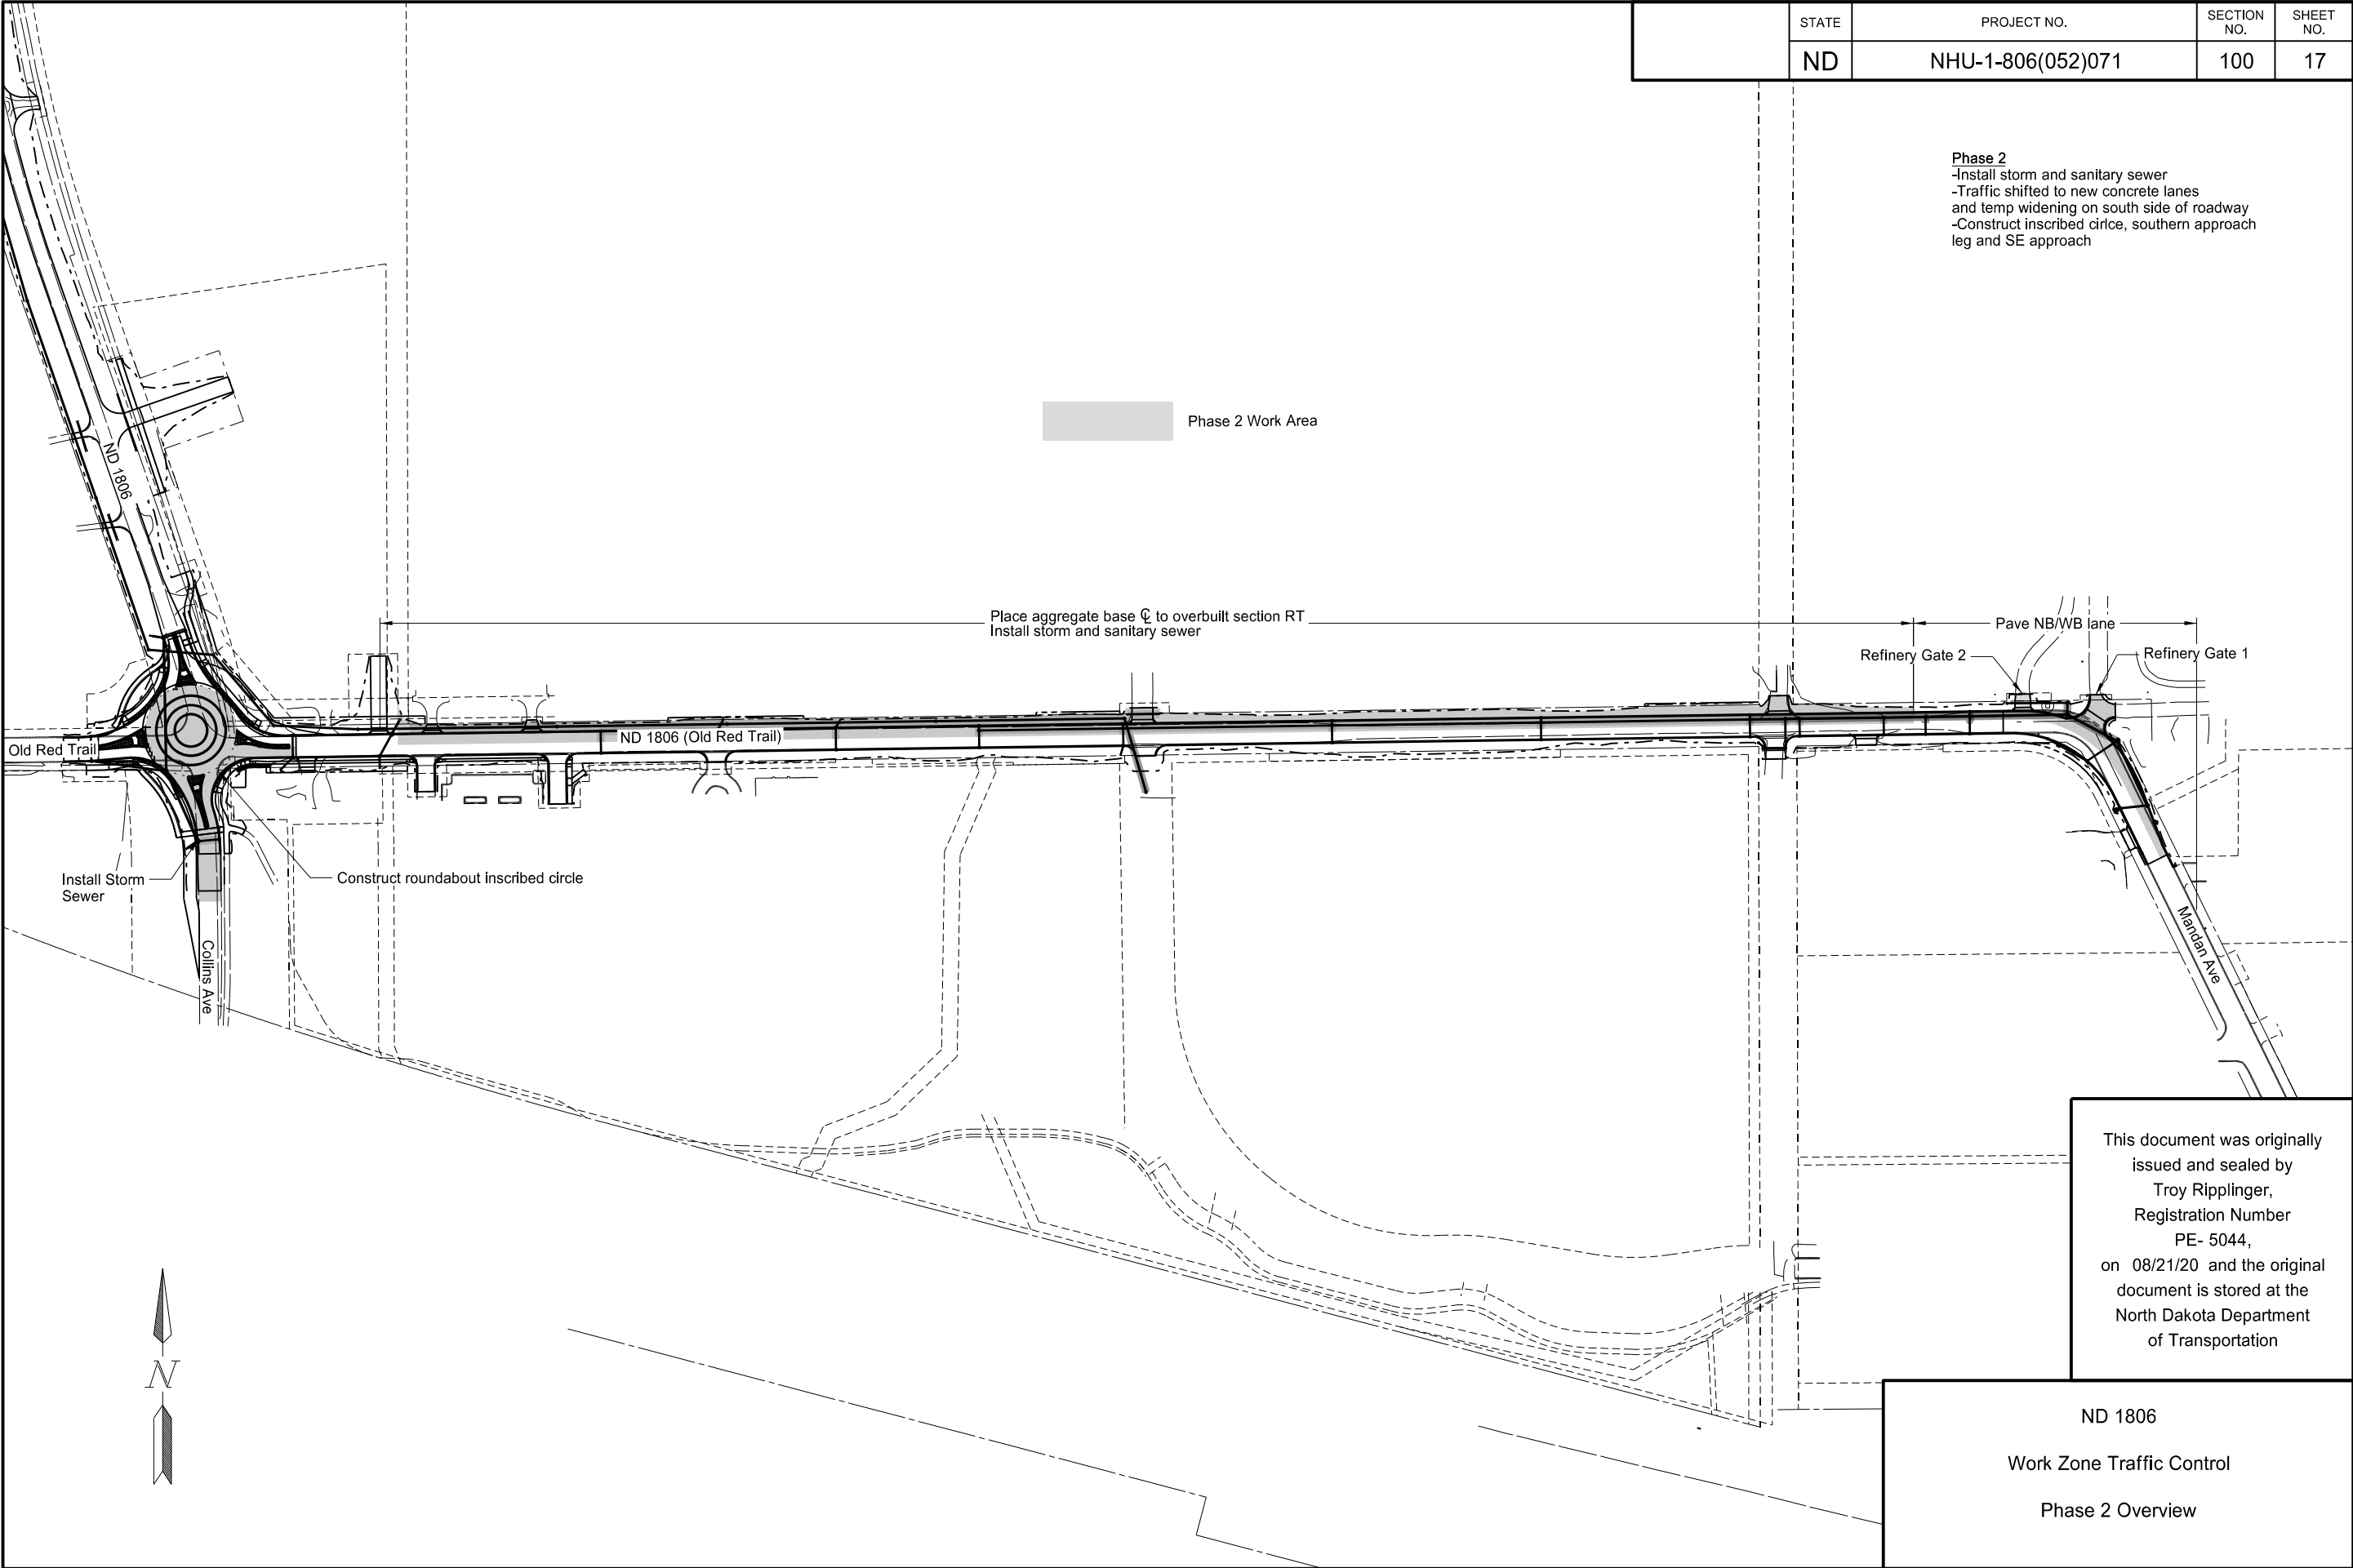 STATE
PROJECT NO.
SECTION
NO.
SHEET
NO.
ND
NHU-1-806(052)071
100
17
Phase 2
-Install storm and sanitary sewer
-Traffic shifted to new concrete lanes
and temp widening on south side of roadway
-Construct inscribed cirlce, southern approach
leg and SE approach
Phase 2 Work Area
ND 1806
Place aggregate base ℄ to overbuilt section RT
Install storm and sanitary sewer
Pave NB/WB lane
Refinery Gate 2
Refinery Gate 1
Old Red Trail
ND 1806 (Old Red Trail)
Install Storm
Sewer
Construct roundabout inscribed circle
Collins Ave
Mandan Ave
This document was originally
issued and sealed by
Troy Ripplinger,
Registration Number
PE- 5044,
on 08/21/20 and the original
document is stored at the
North Dakota Department
of Transportation
N
ND 1806
Work Zone Traffic Control
Phase 2 Overview